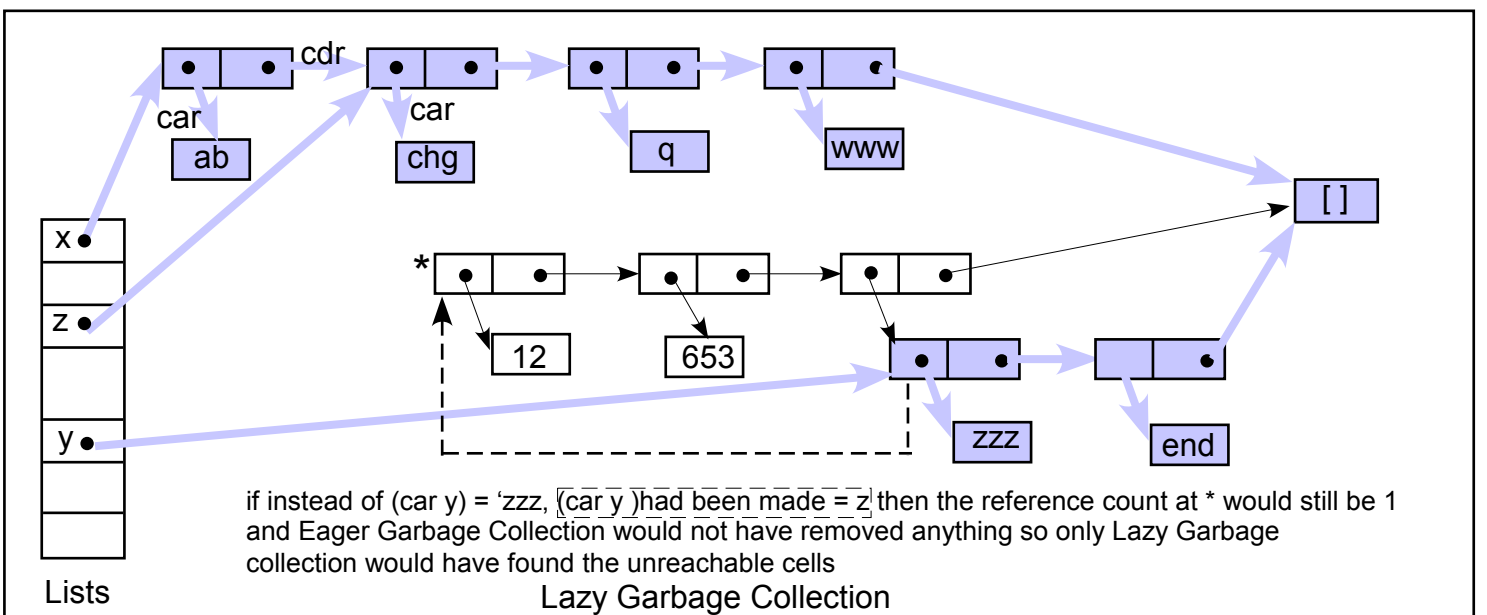 cdr
car
car
ab
chg
q
www
[ ]
x
*
z
12
653
y
zzz
end
if instead of (car y) = ‘zzz, (car y )had been made = z then the reference count at * would still be 1
and Eager Garbage Collection would not have removed anything so only Lazy Garbage
collection would have found the unreachable cells
Lists
Lazy Garbage Collection